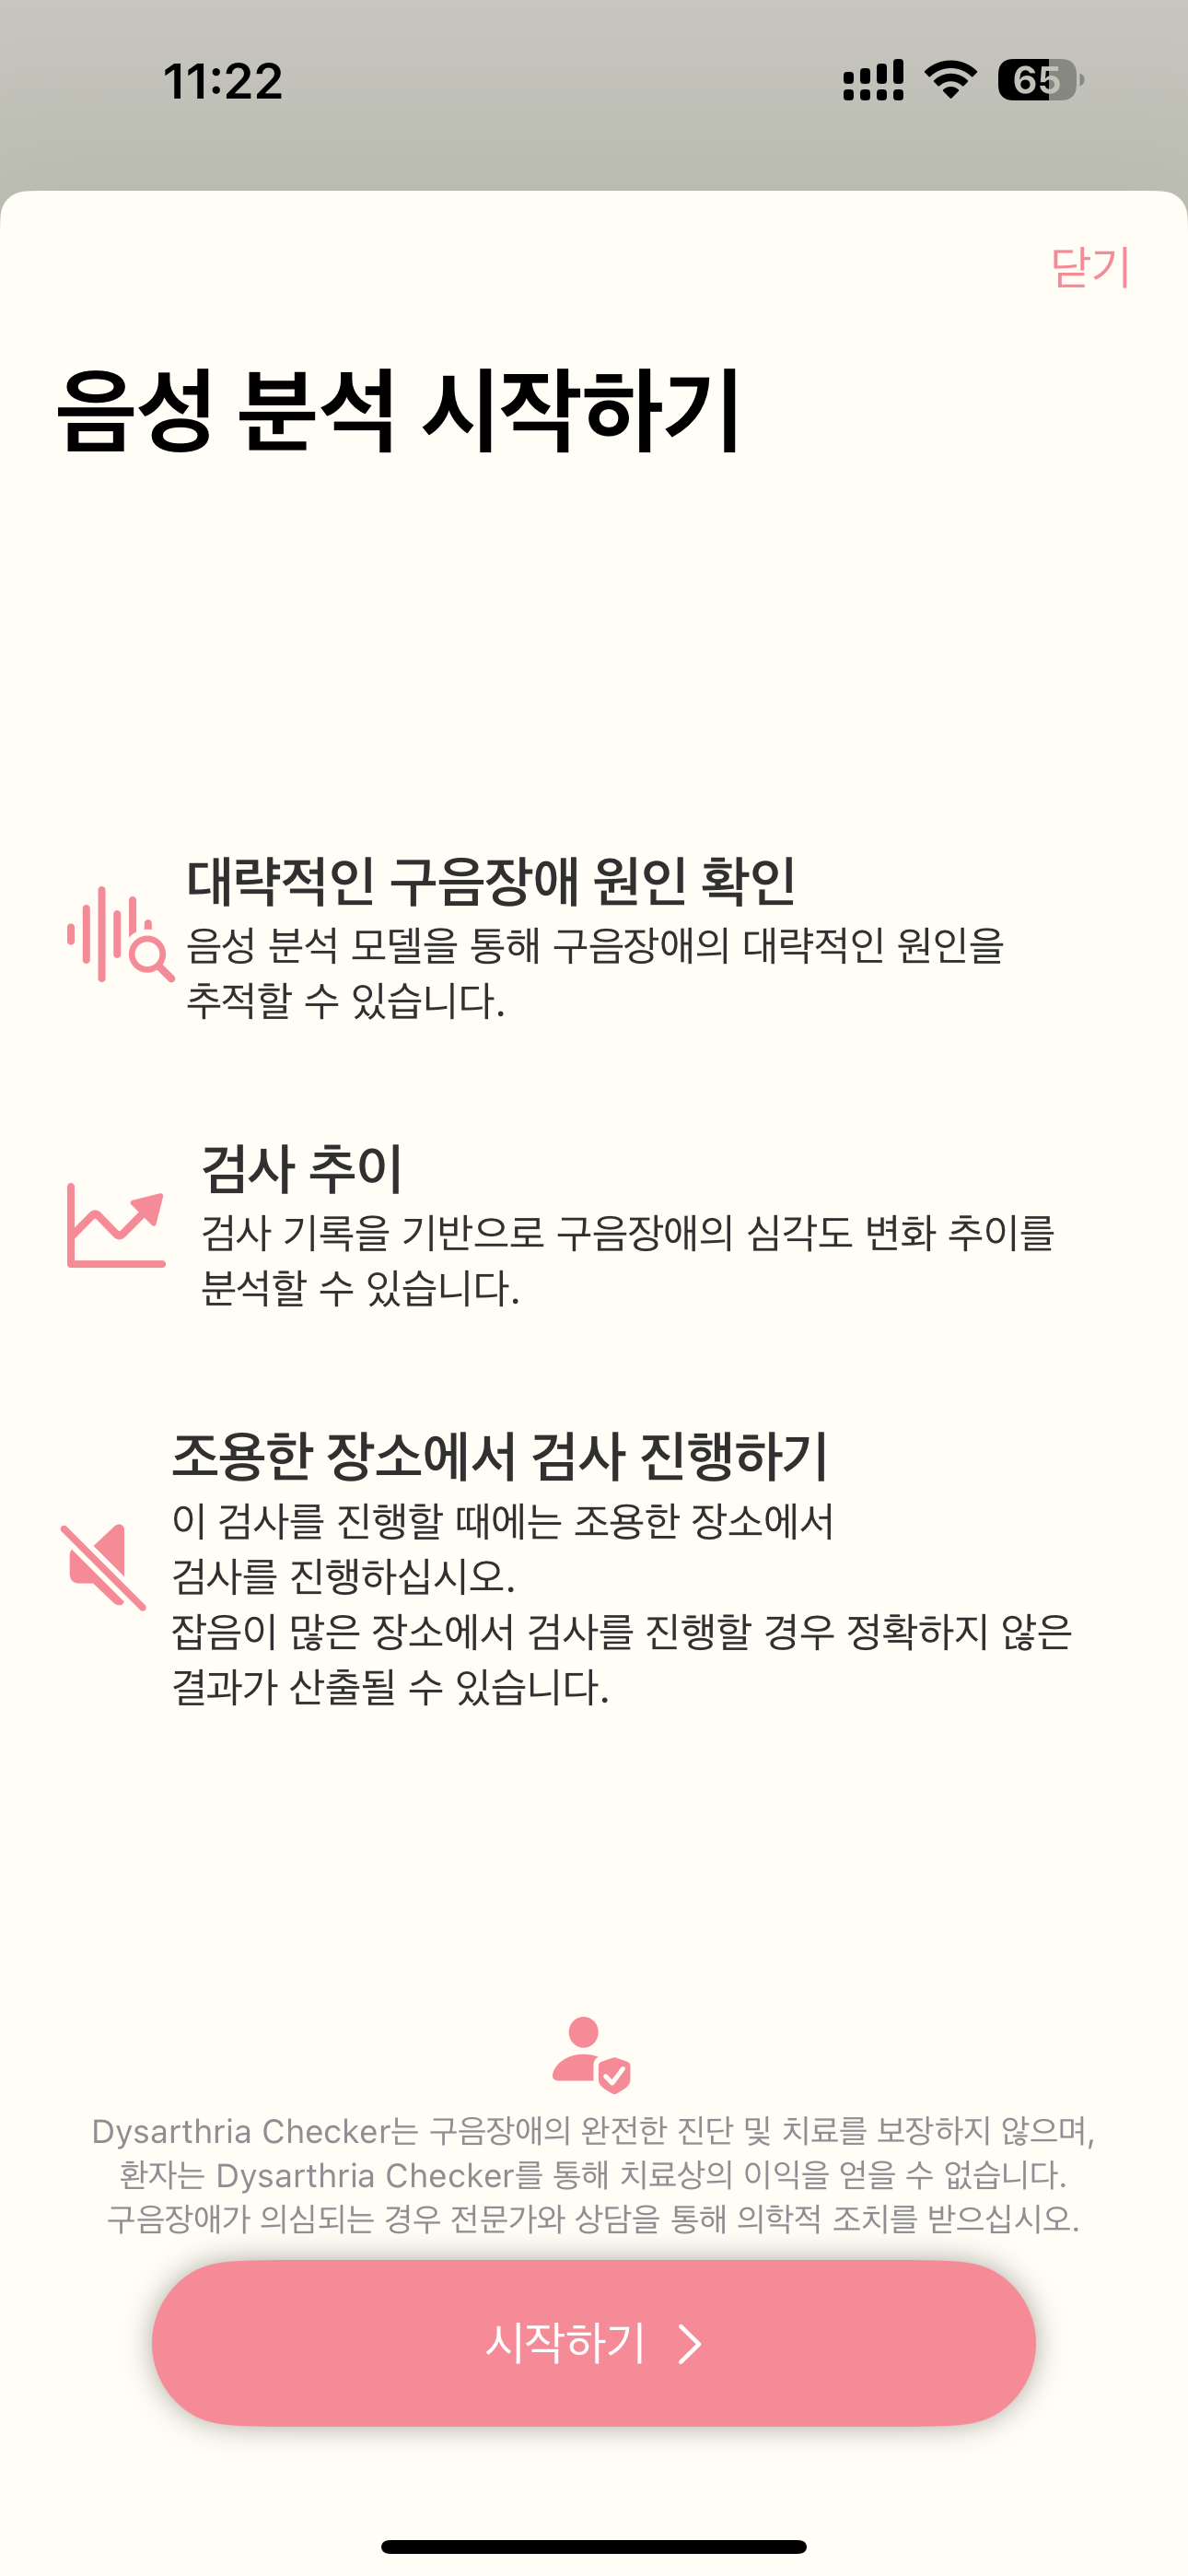 11:22
65
닫기
음성 분석 시작하기
대략적인 구음장애 원인 확인
음성 분석 모델을 통해 구음장애의 대략적인 원인을
추적할 수 있습니다.
검사 추이
검사 기록을 기반으로 구음장애의 심각도 변화 추이를
분석할 수 있습니다.
조용한 장소에서 검사 진행하기
이 검사를 진행할 때에는 조용한 장소에서
검사를 진행하십시오.
잡음이 많은 장소에서 검사를 진행할 경우 정확하지 않은
결과가 산출될 수 있습니다.
Dysarthria Checker는 구음장애의 완전한 진단 및 치료를 보장하지 않으며,
환자는 Dysarthria Checker를 통해 치료상의 이익을 얻을 수 없습니다.
구음장애가 의심되는 경우 전문가와 상담을 통해 의학적 조치를 받으십시오.
시작하기